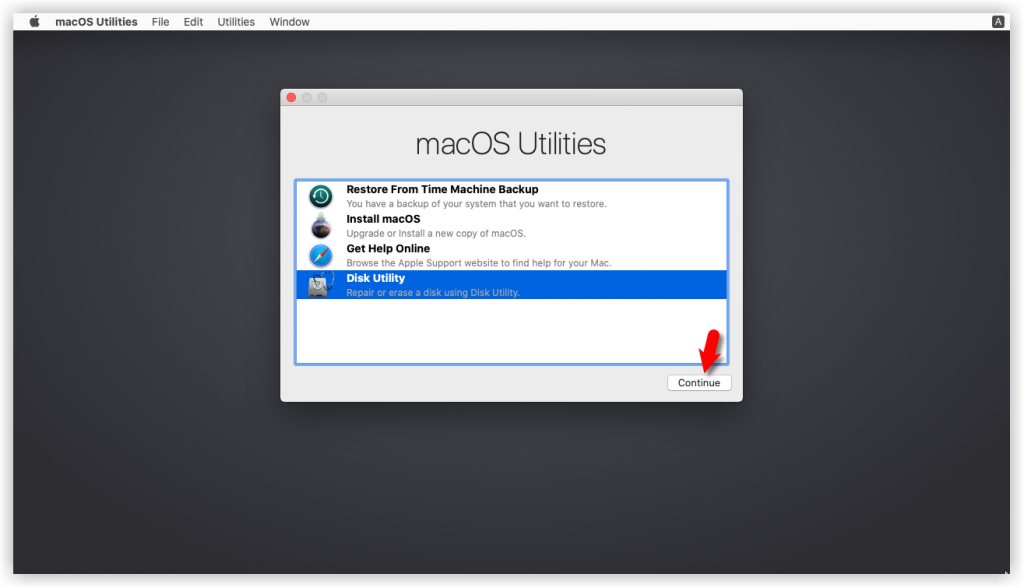 macOS Utilities File Edit Utilities Window A
macOS Utilities
Restore From Time Machine Backup
You have a backup of your system that you want to restore.
Install macOS
Upgrade or Install a new copy of macOS.
Get Help Online
Browse the Apple Support website to find help for your Mac.
Disk Utility
Repair or erase a disk using Disk Utility.
Continue